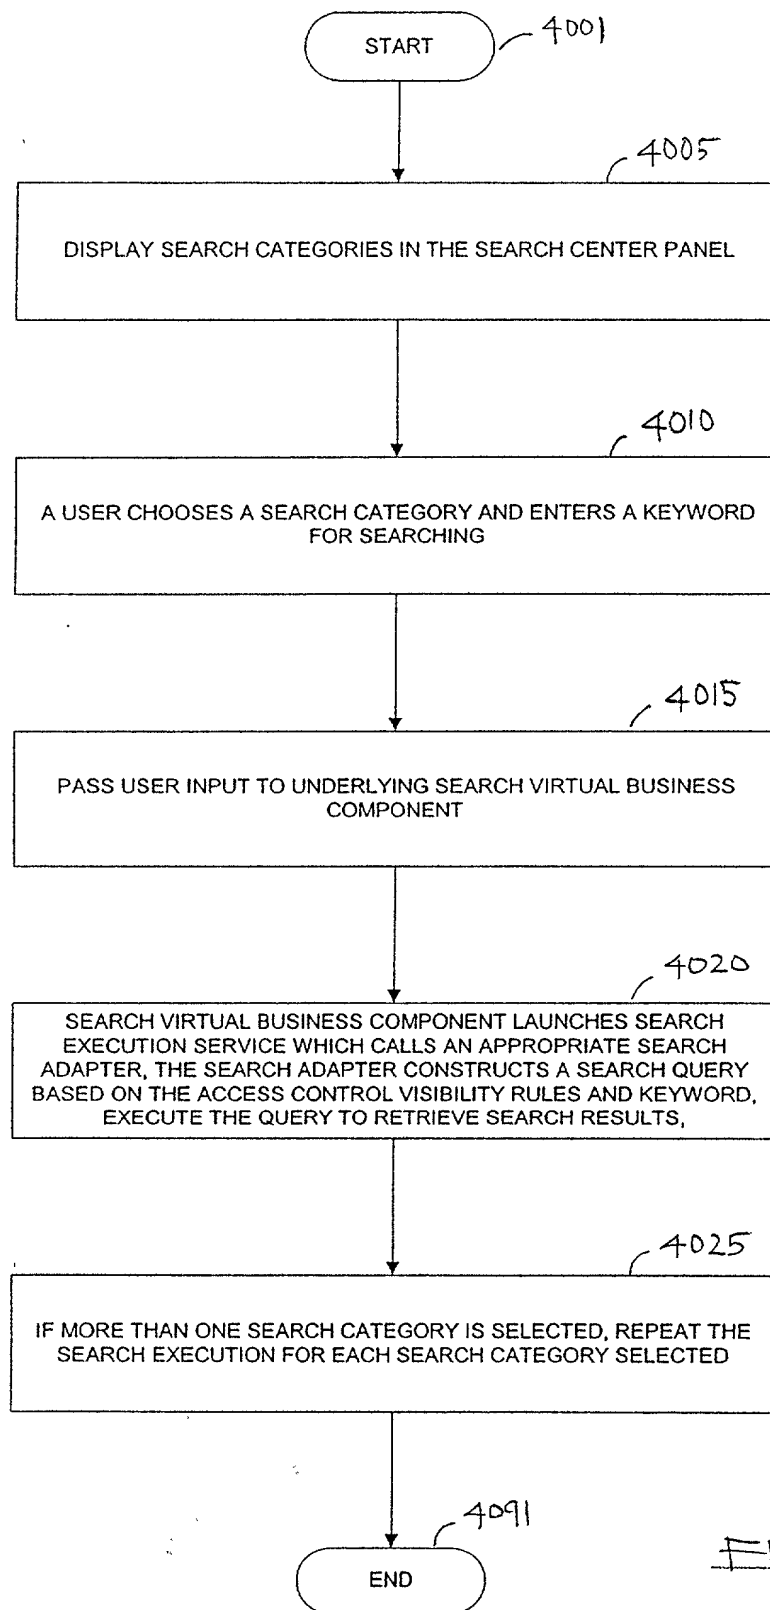 START
4001
4005
DISPLAY SEARCH CATEGORIES IN THE SEARCH CENTER PANEL
4010
A USER CHOOSES A SEARCH CATEGORY AND ENTERS A KEYWORD
FOR SEARCHING
4015
PASS USER INPUT TO UNDERLYING SEARCH VIRTUAL BUSINESS
COMPONENT
4020
SEARCH VIRTUAL BUSINESS COMPONENT LAUNCHES SEARCH
EXECUTION SERVICE WHICH CALLS AN APPROPRIATE SEARCH
ADAPTER, THE SEARCH ADAPTER CONSTRUCTS A SEARCH QUERY
BASED ON THE ACCESS CONTROL VISIBILITY RULES AND KEYWORD,
EXECUTE THE QUERY TO RETRIEVE SEARCH RESULTS,
4025
IF MORE THAN ONE SEARCH CATEGORY IS SELECTED, REPEAT THE
SEARCH EXECUTION FOR EACH SEARCH CATEGORY SELECTED
4091
END